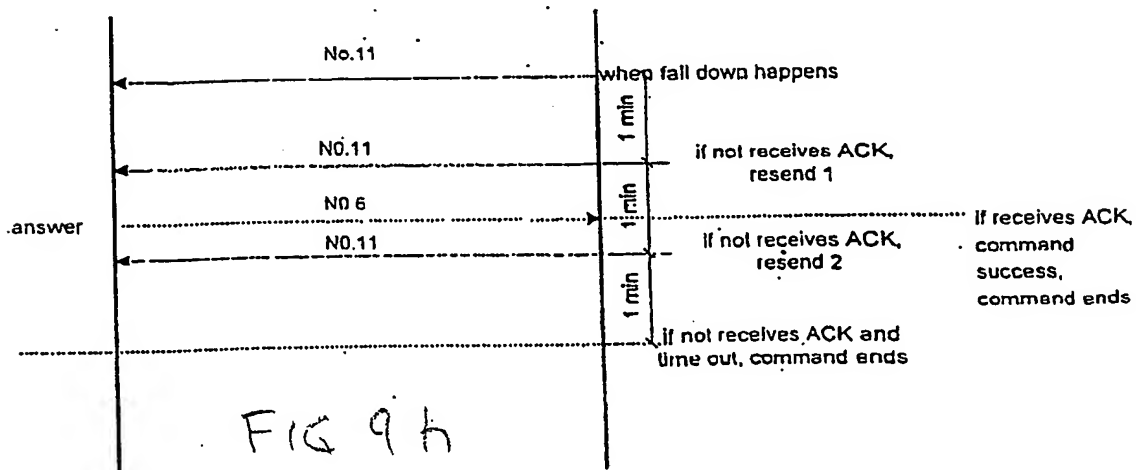 No.11
when fall down happens
1 min
N0.11
if not receives ACK,
resend 1
1 min
N0 6
.answer
if receives ACK,
command
success,
command ends
N0.11
if not receives ACK,
resend 2
1 min
if not receives ACK and
time out, command ends
FIG 9h